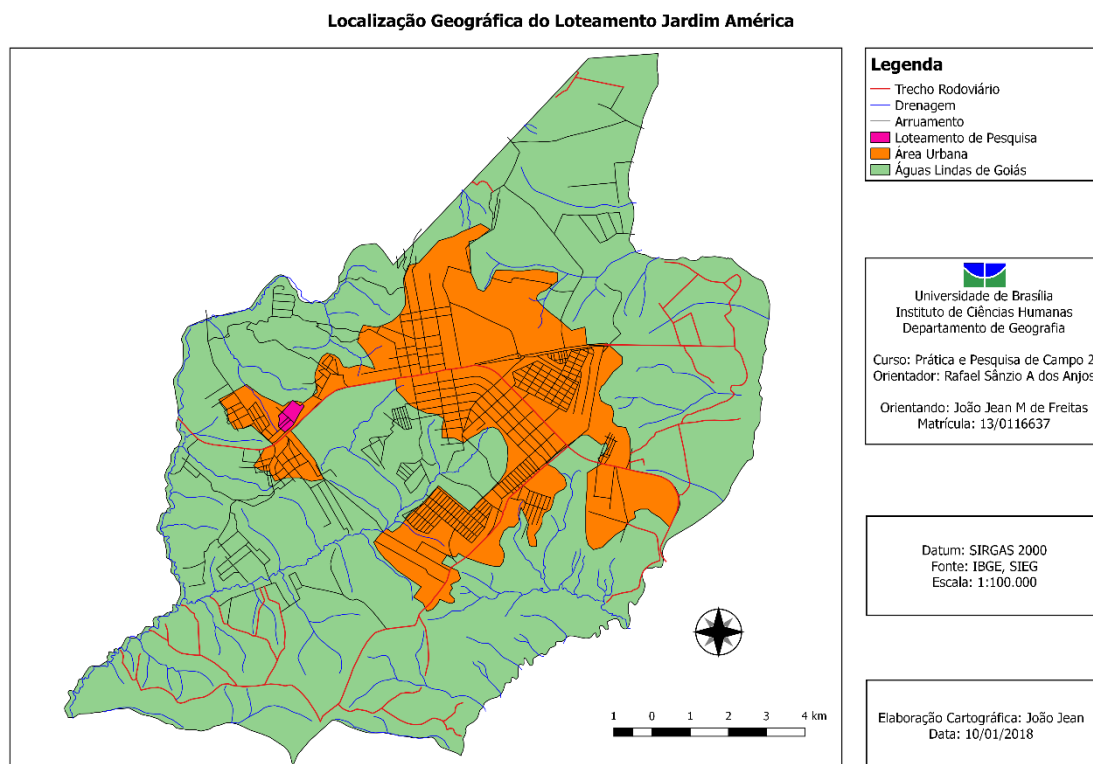 Localização Geográfica do Loteamento Jardim América
Legenda
Trecho Rodoviário
Drenagem
Arruamento
Loteamento de Pesquisa
Área Urbana
Águas Lindas de Goiás
Universidade de Brasília
Instituto de Ciências Humanas
Departamento de Geografia
Curso: Prática e Pesquisa de Campo 2
Orientador: Rafael Sânzio A dos Anjos
Orientando: João Jean M de Freitas
Matrícula: 13/0116637
Datum: SIRGAS 2000
Fonte: IBGE, SIEG
Escala: 1:100.000
1 0 1 2 3 4 km
Elaboração Cartográfica: João Jean
Data: 10/01/2018